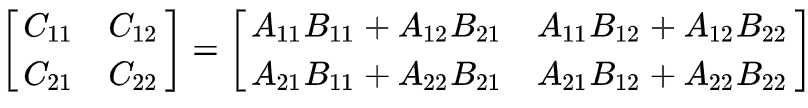 [C₁₁ C₁₂] = [A₁₁B₁₁ + A₁₂B₂₁ A₁₁B₁₂ + A₁₂B₂₂]
[C₂₁ C₂₂] [A₂₁B₁₁ + A₂₂B₂₁ A₂₁B₁₂ + A₂₂B₂₂]